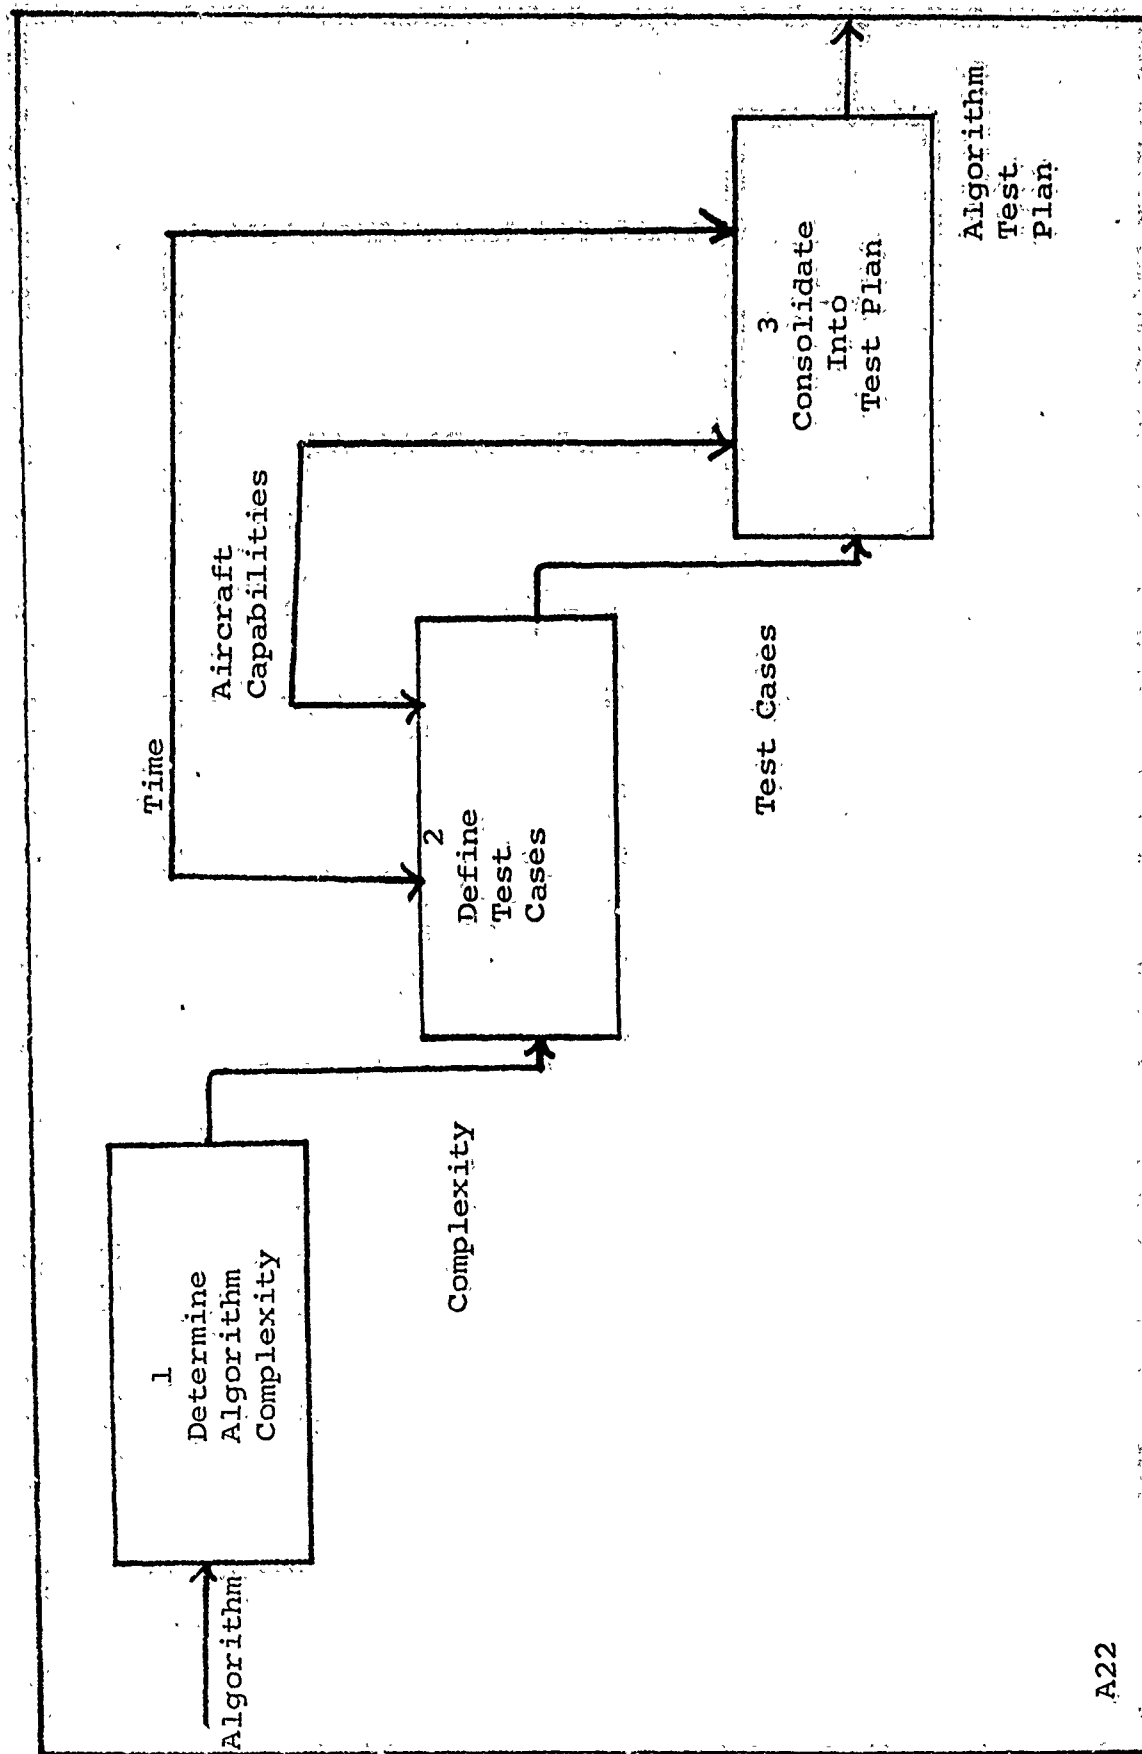 Algorithm
1
Determine
Algorithm
Complexity
Complexity
Time
Aircraft
Capabilities
2
Define
Test
Cases
Test Cases
3
Consolidate
Into
Test Plan
Algorithm
Test
Plan
A22